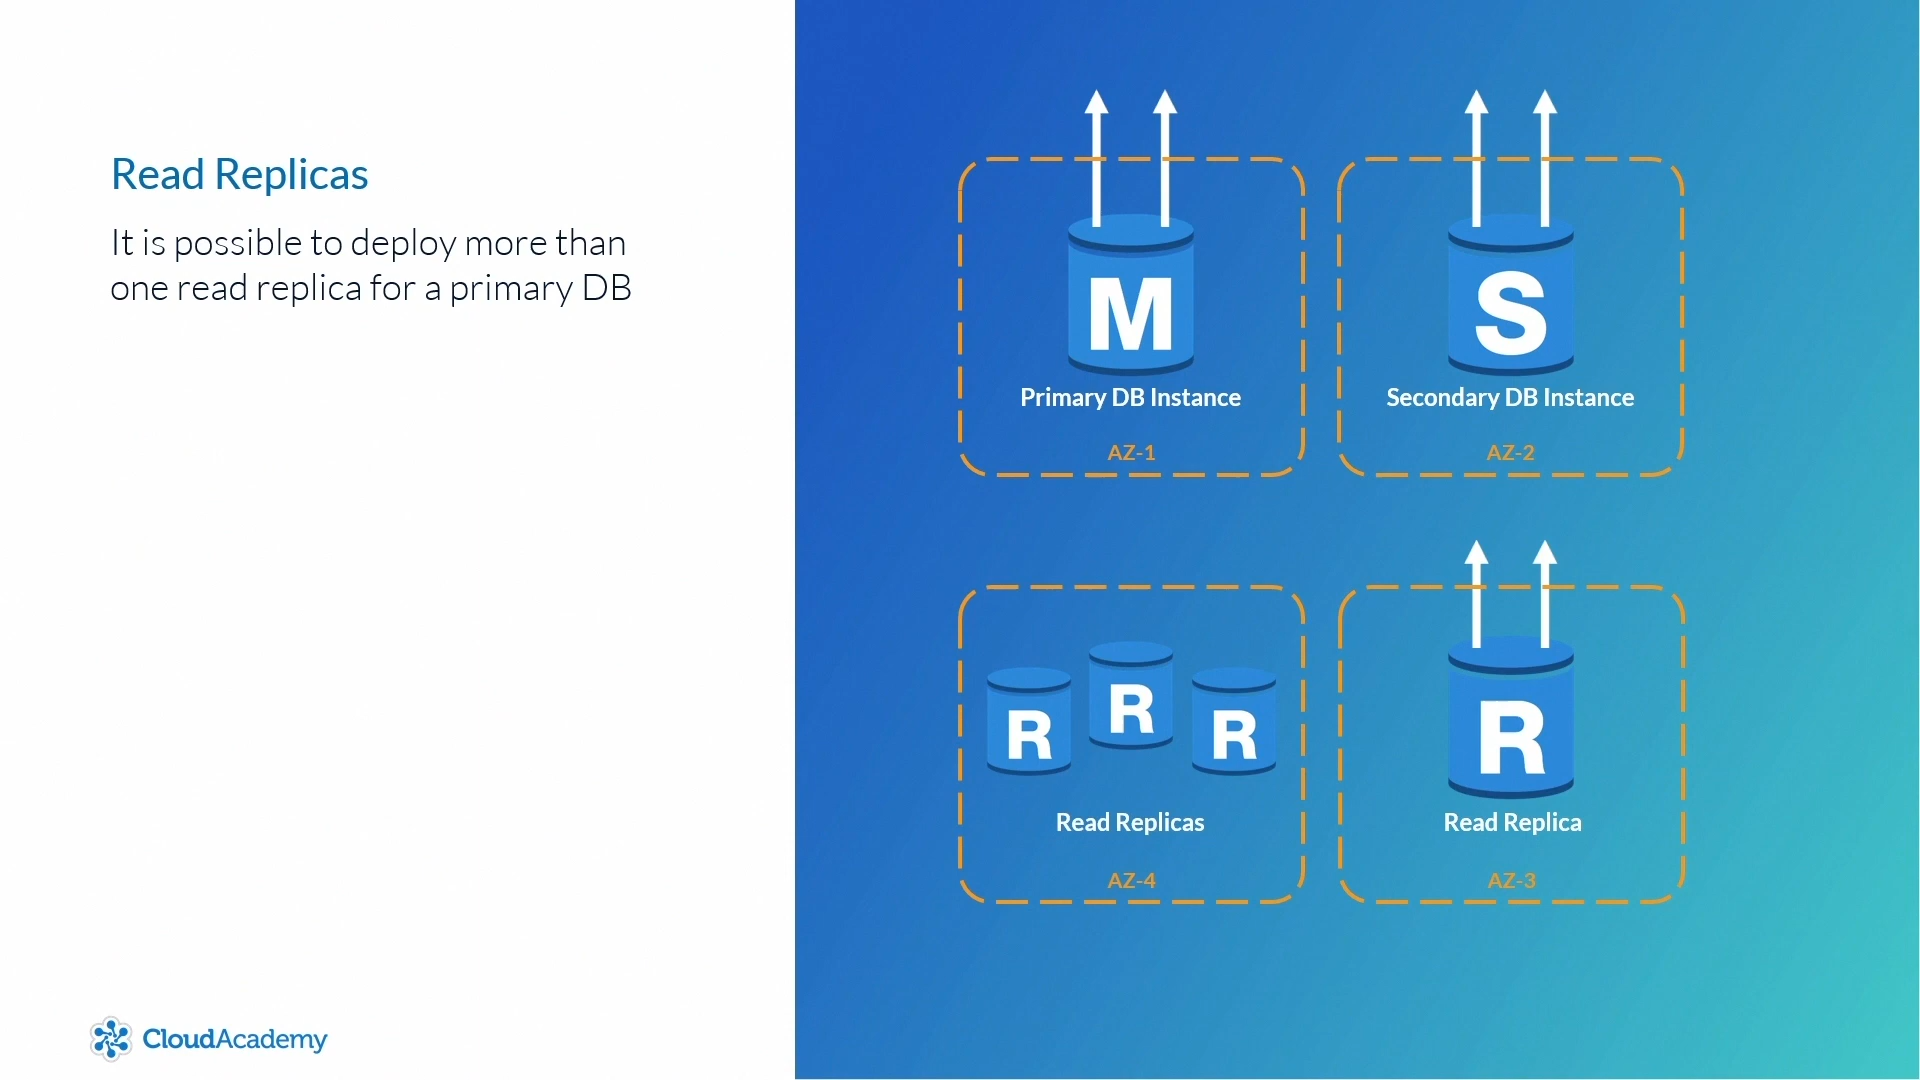 Read Replicas
It is possible to deploy more than
one read replica for a primary DB
M
Primary DB Instance
AZ-1
S
Secondary DB Instance
AZ-2
R
R
R
Read Replicas
AZ-4
R
Read Replica
AZ-3
CloudAcademy